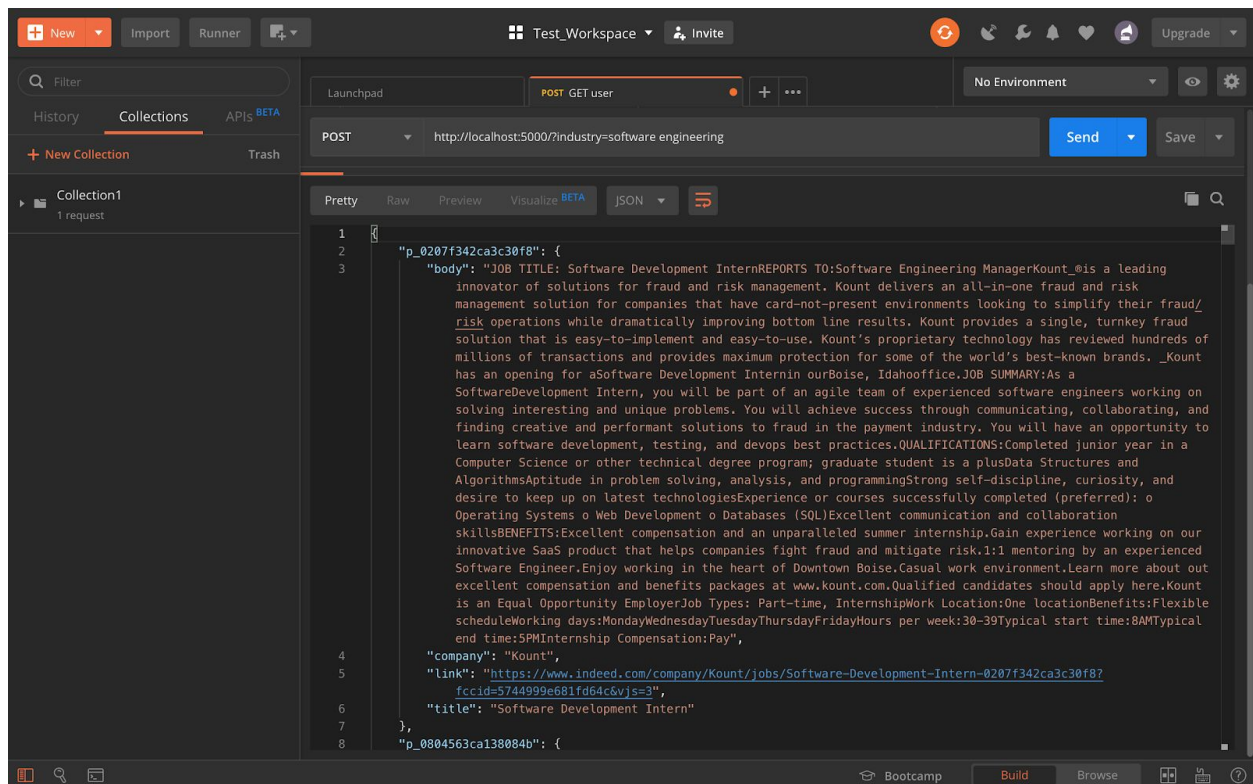 New
Import
Runner
Test_Workspace
Invite
Upgrade
Filter
History
Collections
APIs BETA
+ New Collection
Trash
Collection1
1 request
Launchpad
POST GET user
+
•••
No Environment
POST
http://localhost:5000/?industry=software engineering
Send
Save
Pretty
Raw
Preview
Visualize BETA
JSON
1 {
2 "p_0207f342ca3c30f8": {
3 "body": "JOB TITLE: Software Development InternREPORTS TO:Software Engineering ManagerKount_®is a leading
innovator of solutions for fraud and risk management. Kount delivers an all-in-one fraud and risk
management solution for companies that have card-not-present environments looking to simplify their fraud/
risk operations while dramatically improving bottom line results. Kount provides a single, turnkey fraud
solution that is easy-to-implement and easy-to-use. Kount’s proprietary technology has reviewed hundreds of
millions of transactions and provides maximum protection for some of the world’s best-known brands. _Kount
has an opening for aSoftware Development Internin ourBoise, Idahooffice.JOB SUMMARY:As a
SoftwareDevelopment Intern, you will be part of an agile team of experienced software engineers working on
solving interesting and unique problems. You will achieve success through communicating, collaborating, and
finding creative and performant solutions to fraud in the payment industry. You will have an opportunity to
learn software development, testing, and devops best practices.QUALIFICATIONS:Completed junior year in a
Computer Science or other technical degree program; graduate student is a plusData Structures and
AlgorithmsAptitude in problem solving, analysis, and programmingStrong self-discipline, curiosity, and
desire to keep up on latest technologiesExperience or courses successfully completed (preferred): o
Operating Systems o Web Development o Databases (SQL)Excellent communication and collaboration
skillsBENEFITS:Excellent compensation and an unparalleled summer internship.Gain experience working on our
innovative SaaS product that helps companies fight fraud and mitigate risk.1:1 mentoring by an experienced
Software Engineer.Enjoy working in the heart of Downtown Boise.Casual work environment.Learn more about out
excellent compensation and benefits packages at www.kount.com.Qualified candidates should apply here.Kount
is an Equal Opportunity EmployerJob Types: Part-time, InternshipWork Location:One locationBenefits:Flexible
scheduleWorking days:MondayWednesdayTuesdayThursdayFridayHours per week:30-39Typical start time:8AMTypical
end time:5PMInternship Compensation:Pay",
4 "company": "Kount",
5 "link": "https://www.indeed.com/company/Kount/jobs/Software-Development-Intern-0207f342ca3c30f8?
fccid=5744999e681fd64c&vjs=3",
6 "title": "Software Development Intern"
7 },
8 "p_0804563ca138084b": {
Bootcamp
Build
Browse